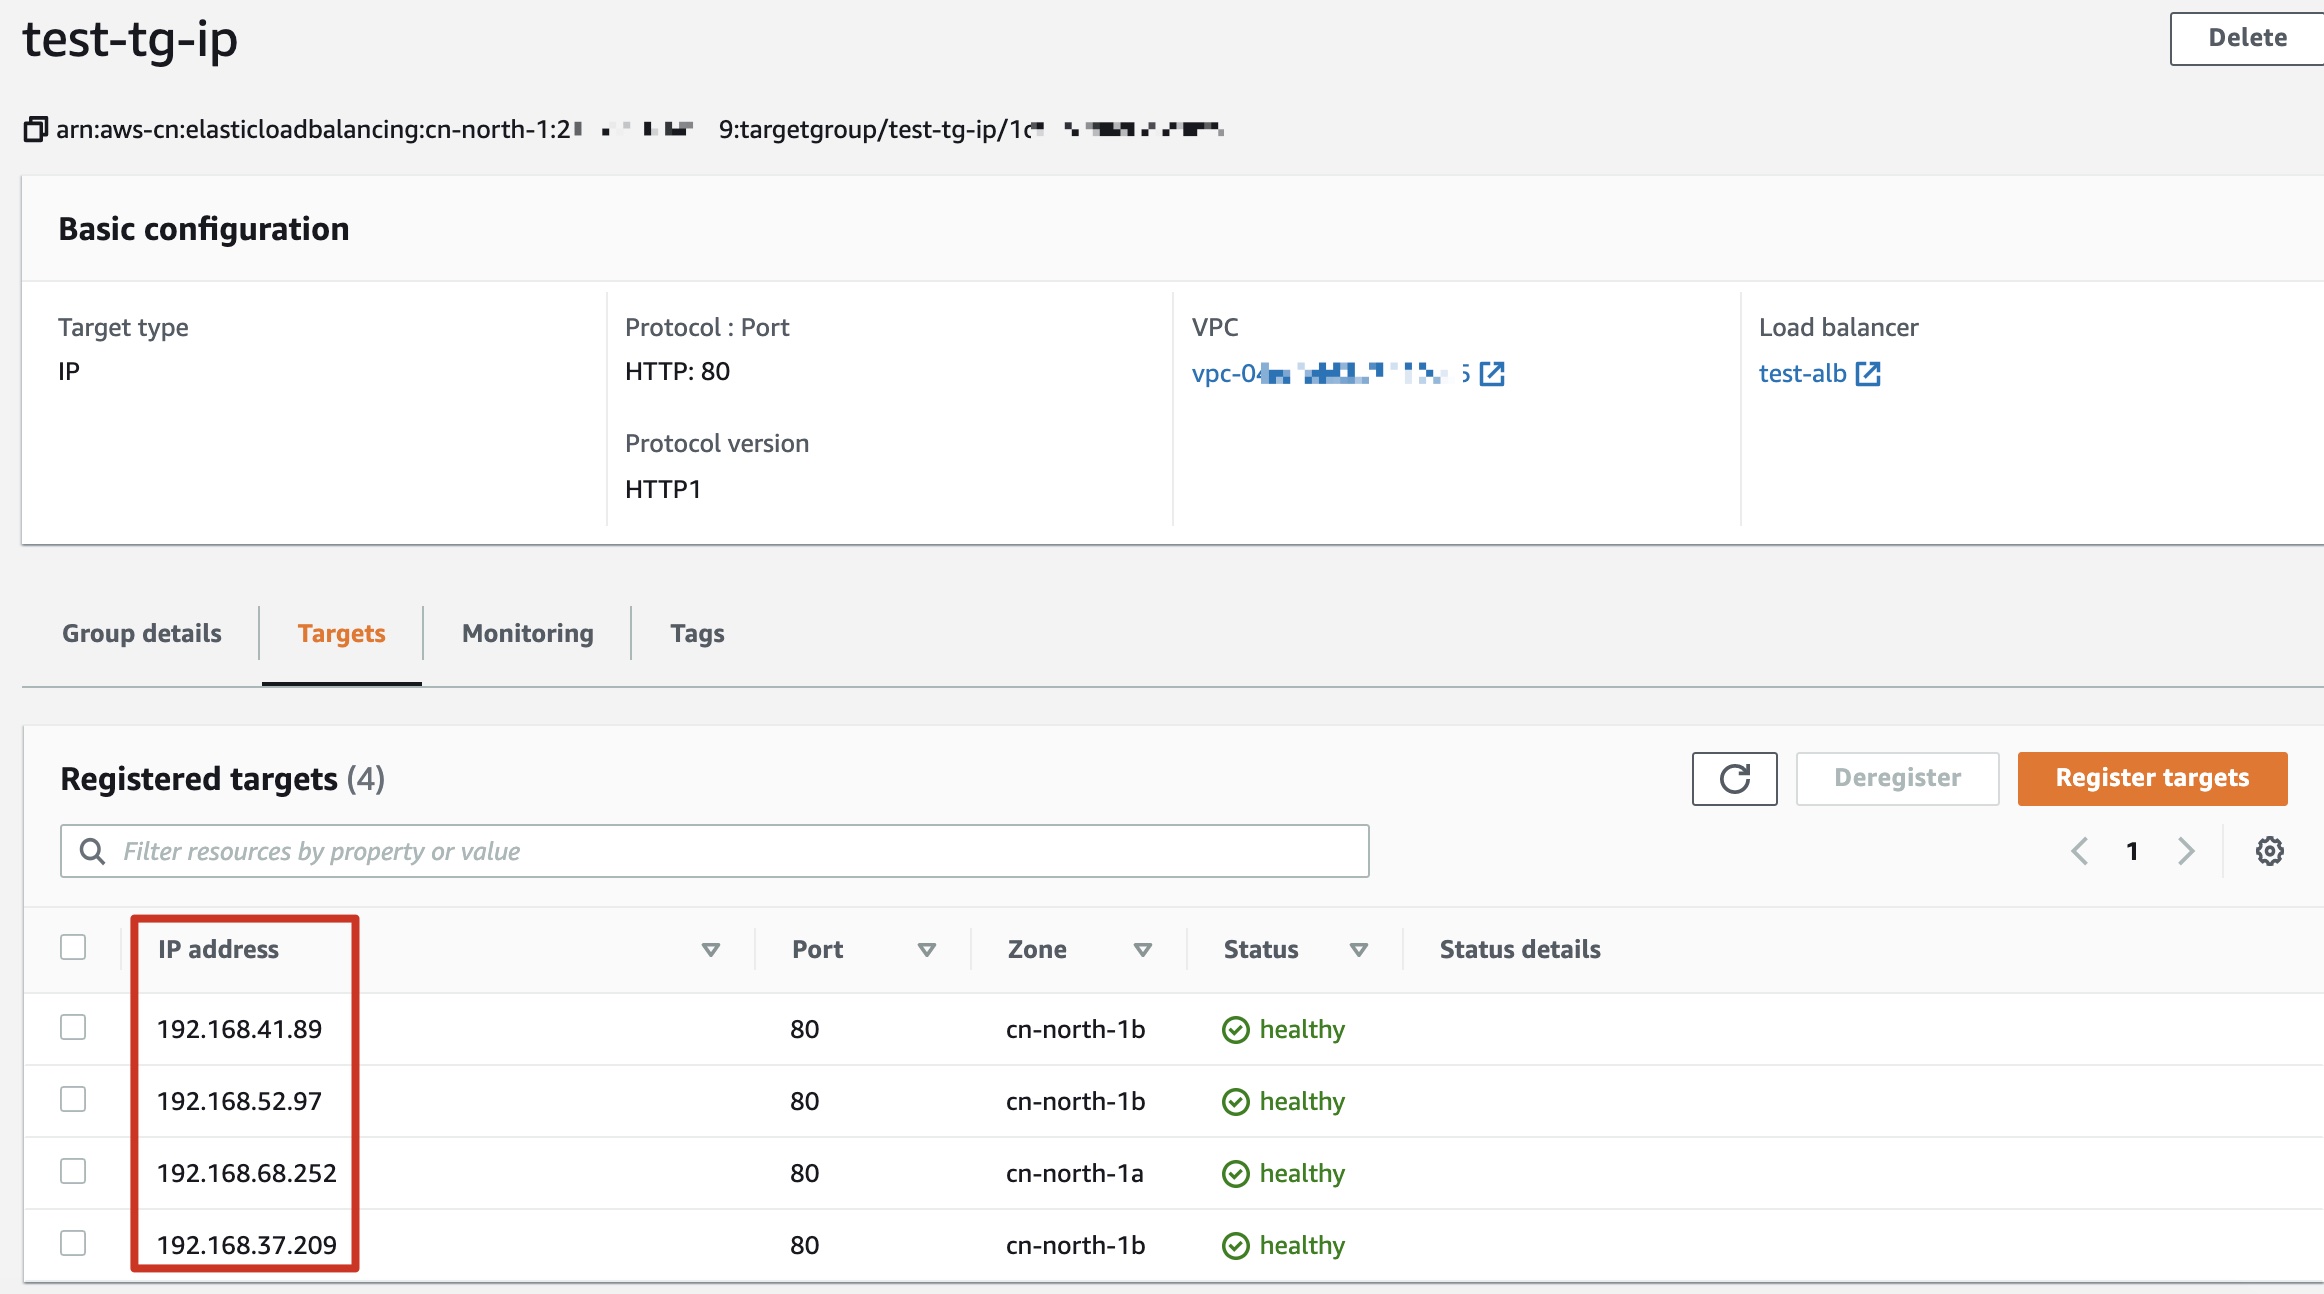 test-tg-ip
Delete
arn:aws-cn:elasticloadbalancing:cn-north-1:2 9:targetgroup/test-tg-ip/1
Basic configuration
Target type
IP
Protocol : Port
HTTP: 80
Protocol version
HTTP1
VPC
vpc-04 5
Load balancer
test-alb
Group details Targets Monitoring Tags
Registered targets (4)
Deregister Register targets
Filter resources by property or value
1
IP address Port Zone Status Status details
192.168.41.89 80 cn-north-1b healthy
192.168.52.97 80 cn-north-1b healthy
192.168.68.252 80 cn-north-1a healthy
192.168.37.209 80 cn-north-1b healthy